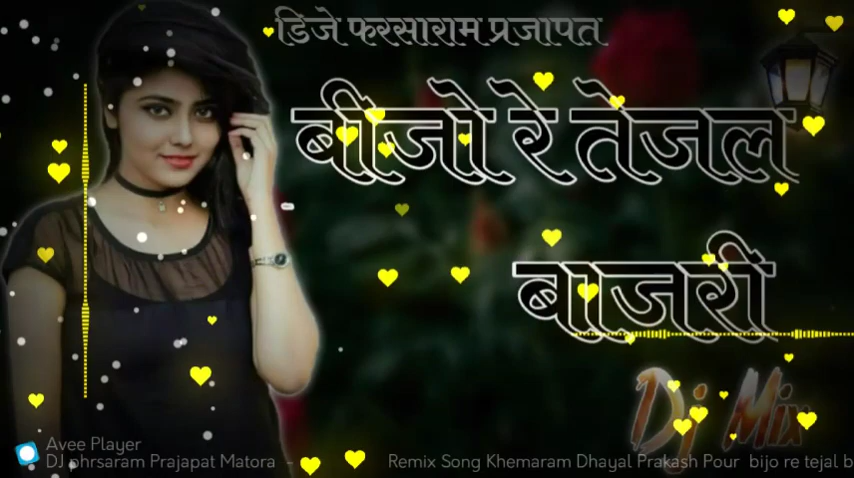 डिजे फरसाराम प्रजापत
बीजो रे तेजल
बाजरी
Dj Mix
Avee Player
DJ phrsaram Prajapat Matora - Remix Song Khemaram Dhayal Prakash Pour bijo re tejal b